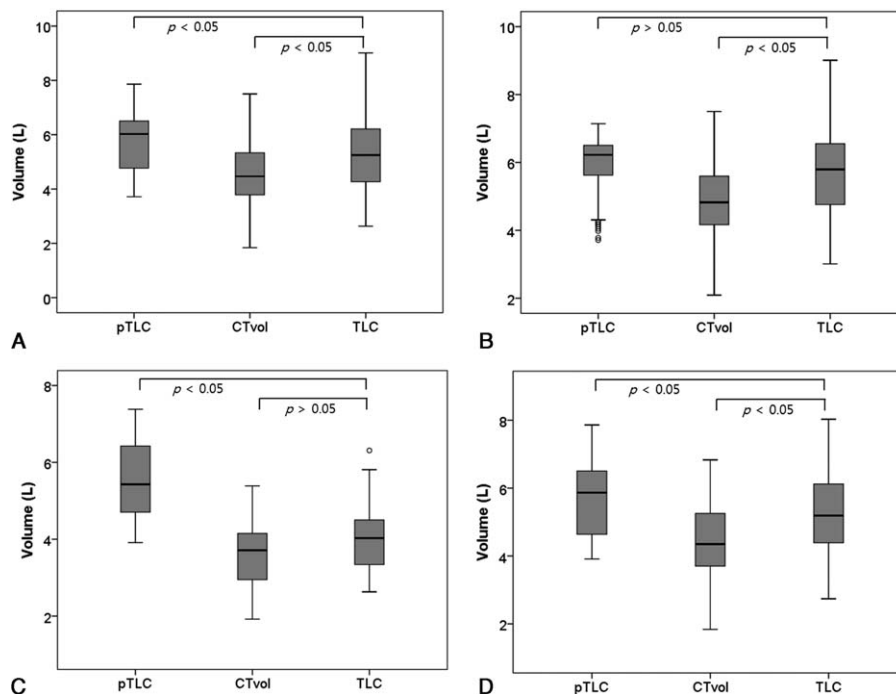 10
8
6
4
2
0
Volume (L)
p < 0.05
p < 0.05
pTLC CTvol TLC
A
10
8
6
4
2
Volume (L)
p > 0.05
p < 0.05
pTLC CTvol TLC
B
8
6
4
2
Volume (L)
p < 0.05
p > 0.05
pTLC CTvol TLC
C
8
6
4
2
Volume (L)
p < 0.05
p < 0.05
pTLC CTvol TLC
D